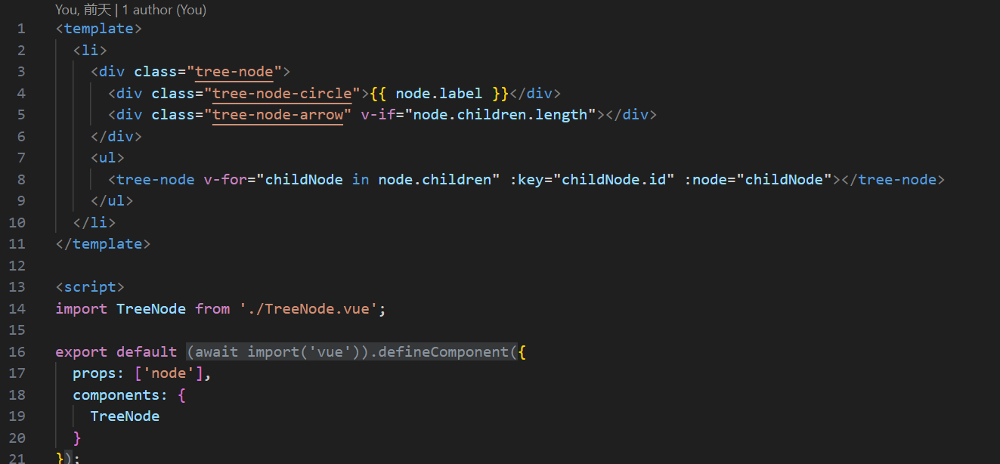 You, 前天 | 1 author (You)
1 <template>
2   <li>
3     <div class="tree-node">
4       <div class="tree-node-circle">{{ node.label }}</div>
5       <div class="tree-node-arrow" v-if="node.children.length"></div>
6     </div>
7     <ul>
8       <tree-node v-for="childNode in node.children" :key="childNode.id" :node="childNode"></tree-node>
9     </ul>
10   </li>
11 </template>
12
13 <script>
14 import TreeNode from './TreeNode.vue';
15
16 export default (await import('vue')).defineComponent({
17   props: ['node'],
18   components: {
19     TreeNode
20   }
21 });